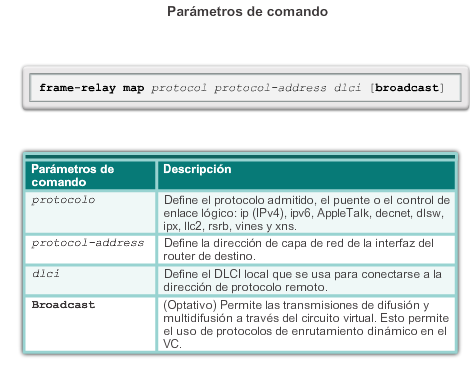 Parámetros de comando
frame-relay map protocol protocol-address dlci [broadcast]
Parámetros de
comando
Descripción
protocolo
Define el protocolo admitido, el puente o el control de
enlace lógico: ip (IPv4), ipv6, AppleTalk, decnet, dlsw,
ipx, llc2, rsrb, vines y xns.
protocol-address
Define la dirección de capa de red de la interfaz del
router de destino.
dlci
Define el DLCI local que se usa para conectarse a la
dirección de protocolo remoto.
Broadcast
(Optativo) Permite las transmisiones de difusión y
multidifusión a través del circuito virtual. Esto permite
el uso de protocolos de enrutamiento dinámico en el
VC.